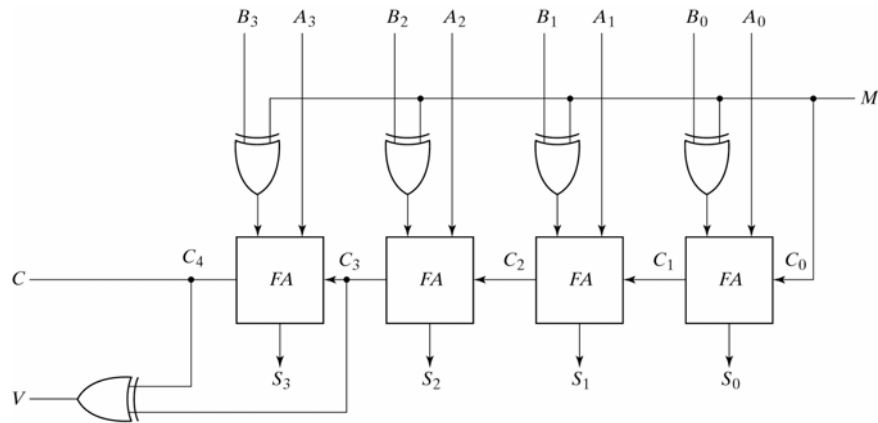 B3 A3 B2 A2 B1 A1 B0 A0
M
C4 C3 C2 C1 C0
C FA FA FA FA
S3 S2 S1 S0
V